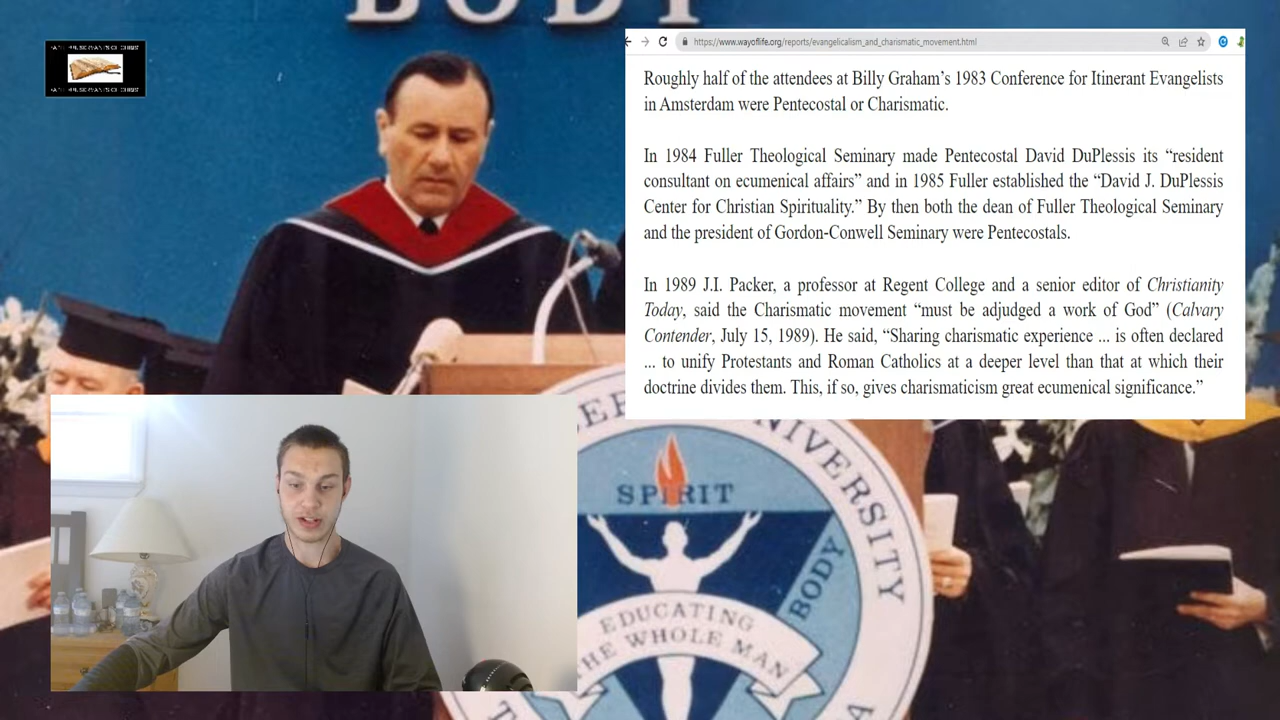 BODY
https://www.wayoflife.org/reports/evangelicalism_and_charismatic_movement.html
Roughly half of the attendees at Billy Graham’s 1983 Conference for Itinerant Evangelists
in Amsterdam were Pentecostal or Charismatic.
In 1984 Fuller Theological Seminary made Pentecostal David DuPlessis its “resident
consultant on ecumenical affairs” and in 1985 Fuller established the “David J. DuPlessis
Center for Christian Spirituality.” By then both the dean of Fuller Theological Seminary
and the president of Gordon-Conwell Seminary were Pentecostals.
In 1989 J.I. Packer, a professor at Regent College and a senior editor of Christianity
Today, said the Charismatic movement “must be adjudged a work of God” (Calvary
Contender, July 15, 1989). He said, “Sharing charismatic experience ... is often declared
... to unify Protestants and Roman Catholics at a deeper level than that at which their
doctrine divides them. This, if so, gives charismaticism great ecumenical significance.”
UNIVERSITY
SPIRIT
BODY
EDUCATING
WHOLE MAN